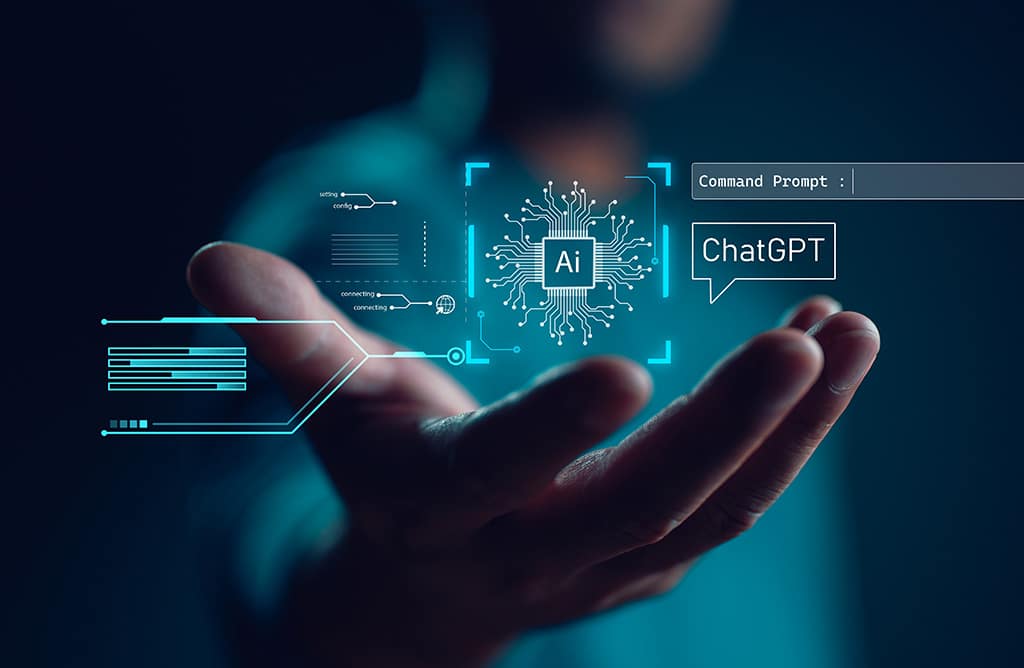 setting
config
connecting
connecting
Ai
Command Prompt :
ChatGPT